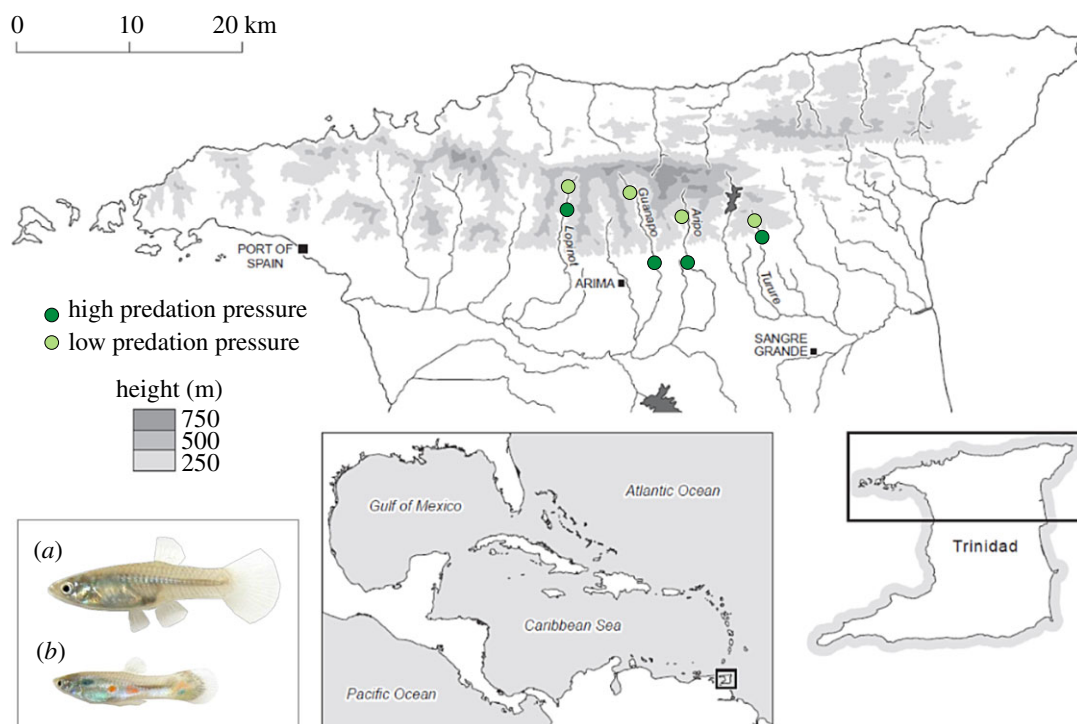 0 10 20 km
Lopinot
Guanapo
Aripo
Turure
PORT OF
SPAIN
ARIMA
SANGRE
GRANDE
high predation pressure
low predation pressure
height (m)
750
500
250
(a)
(b)
Gulf of Mexico
Atlantic Ocean
Caribbean Sea
Pacific Ocean
Trinidad